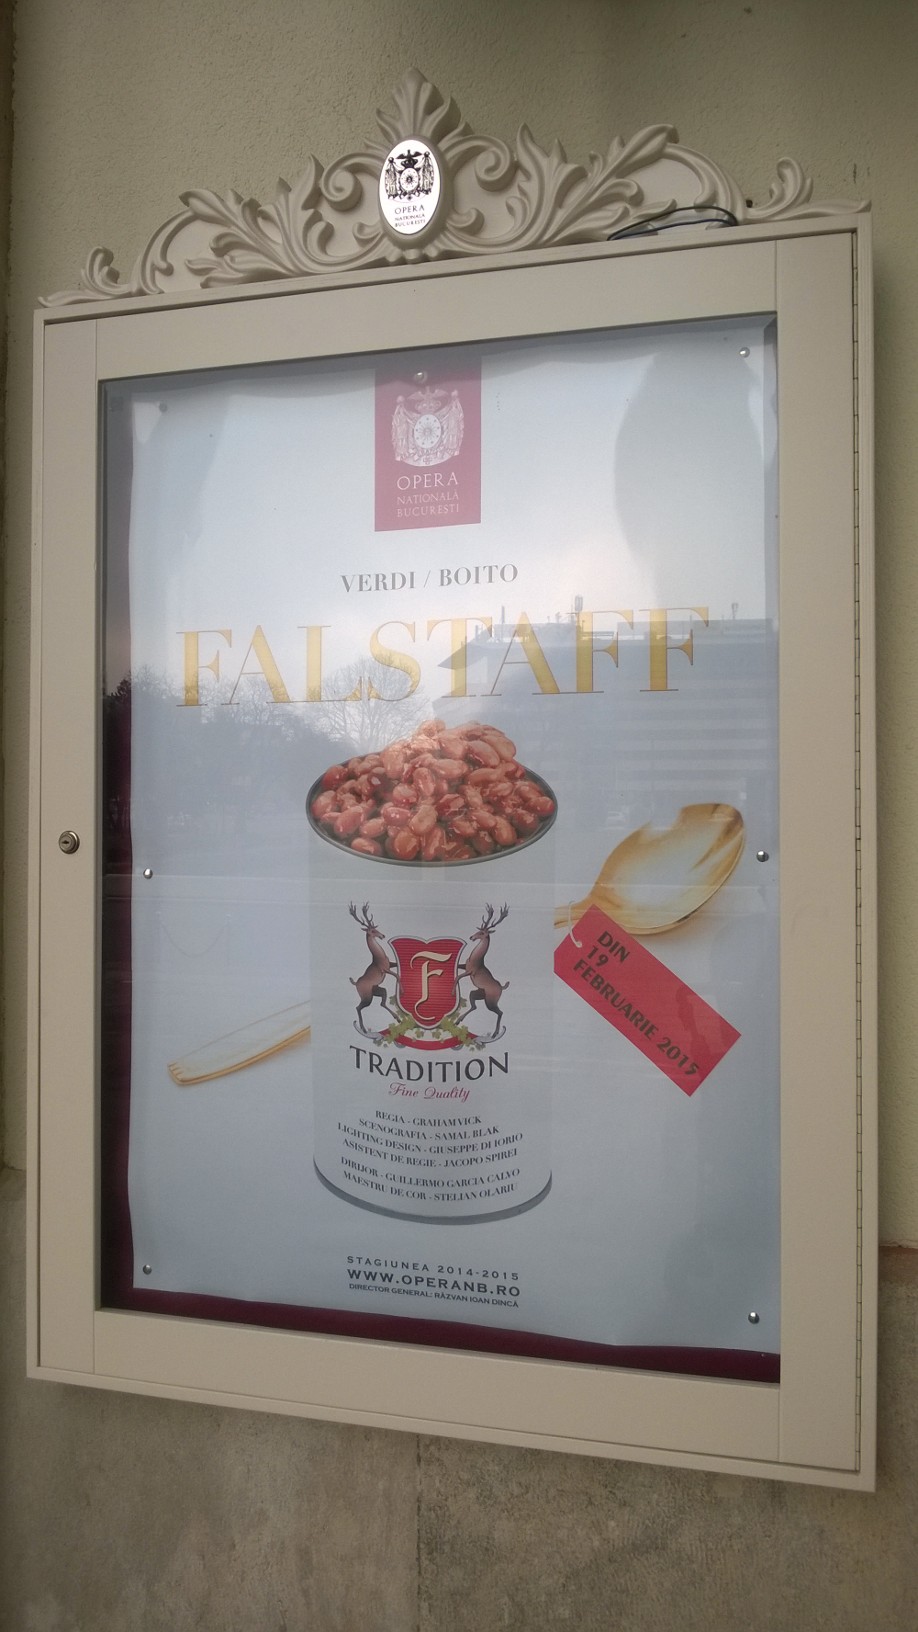 OPERA
NAȚIONALĂ
BUCUREȘTI
OPERA
NAȚIONALĂ
BUCUREȘTI
VERDI / BOITO
FALSTAFF
F
TRADITION
Fine Quality
REGIA - GRAHAM VICK
SCENOGRAFIA - SAMAL BLAK
LIGHTING DESIGN - GIUSEPPE DI IORIO
ASISTENT DE REGIE - JACOPO SPIREI
DIRIJOR - GUILLERMO GARCIA CALVO
MAESTRU DE COR - STELIAN OLARIU
DIN
19
FEBRUARIE 2015
STAGIUNEA 2014-2015
WWW.OPERANB.RO
DIRECTOR GENERAL: RĂZVAN IOAN DINCĂ